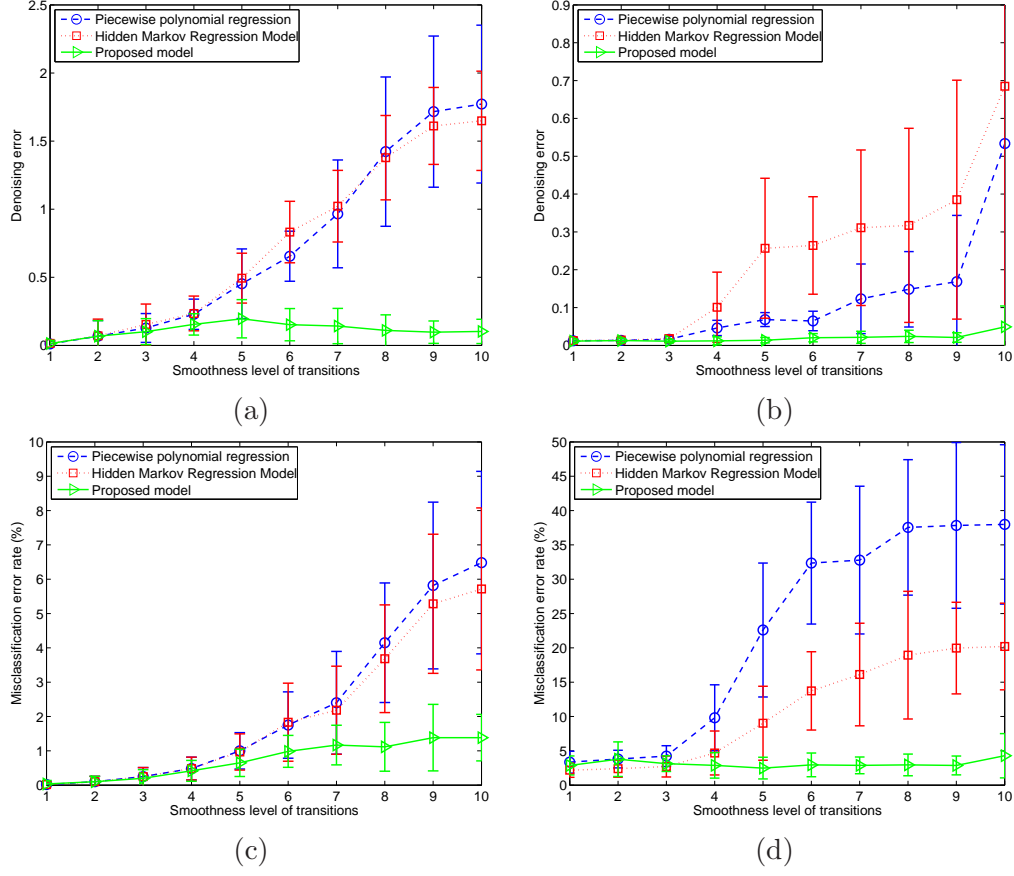 2.5
2
1.5
1
0.5
0
Denoising error
Piecewise polynomial regression
Hidden Markov Regression Model
Proposed model
1 2 3 4 5 6 7 8 9 10
Smoothness level of transitions
(a)
0.9
0.8
0.7
0.6
0.5
0.4
0.3
0.2
0.1
0
Denoising error
Piecewise polynomial regression
Hidden Markov Regression Model
Proposed model
1 2 3 4 5 6 7 8 9 10
Smoothness level of transitions
(b)
10
9
8
7
6
5
4
3
2
1
0
Misclassification error rate (%)
Piecewise polynomial regression
Hidden Markov Regression Model
Proposed model
1 2 3 4 5 6 7 8 9 10
Smoothness level of transitions
(c)
50
45
40
35
30
25
20
15
10
5
0
Misclassification error rate (%)
Piecewise polynomial regression
Hidden Markov Regression Model
Proposed model
1 2 3 4 5 6 7 8 9 10
Smoothness level of transitions
(d)